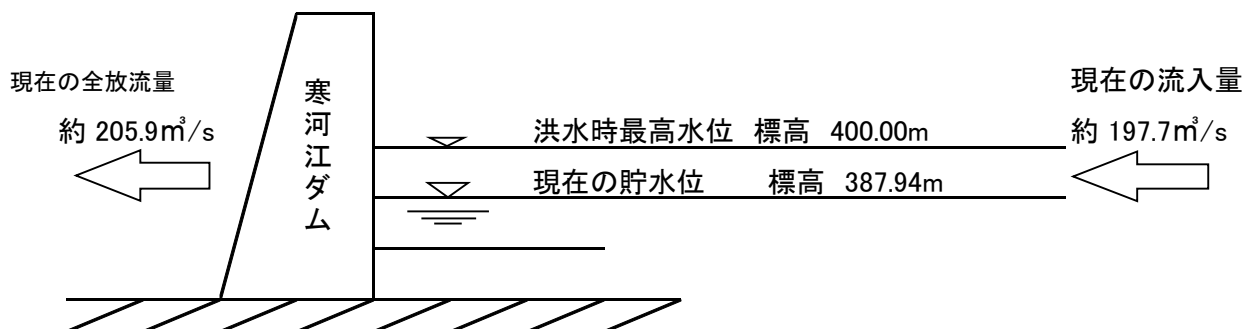 現在の全放流量
約 205.9㎥/s
寒河江ダム
洪水時最高水位 標高 400.00m
現在の貯水位 標高 387.94m
現在の流入量
約 197.7㎥/s